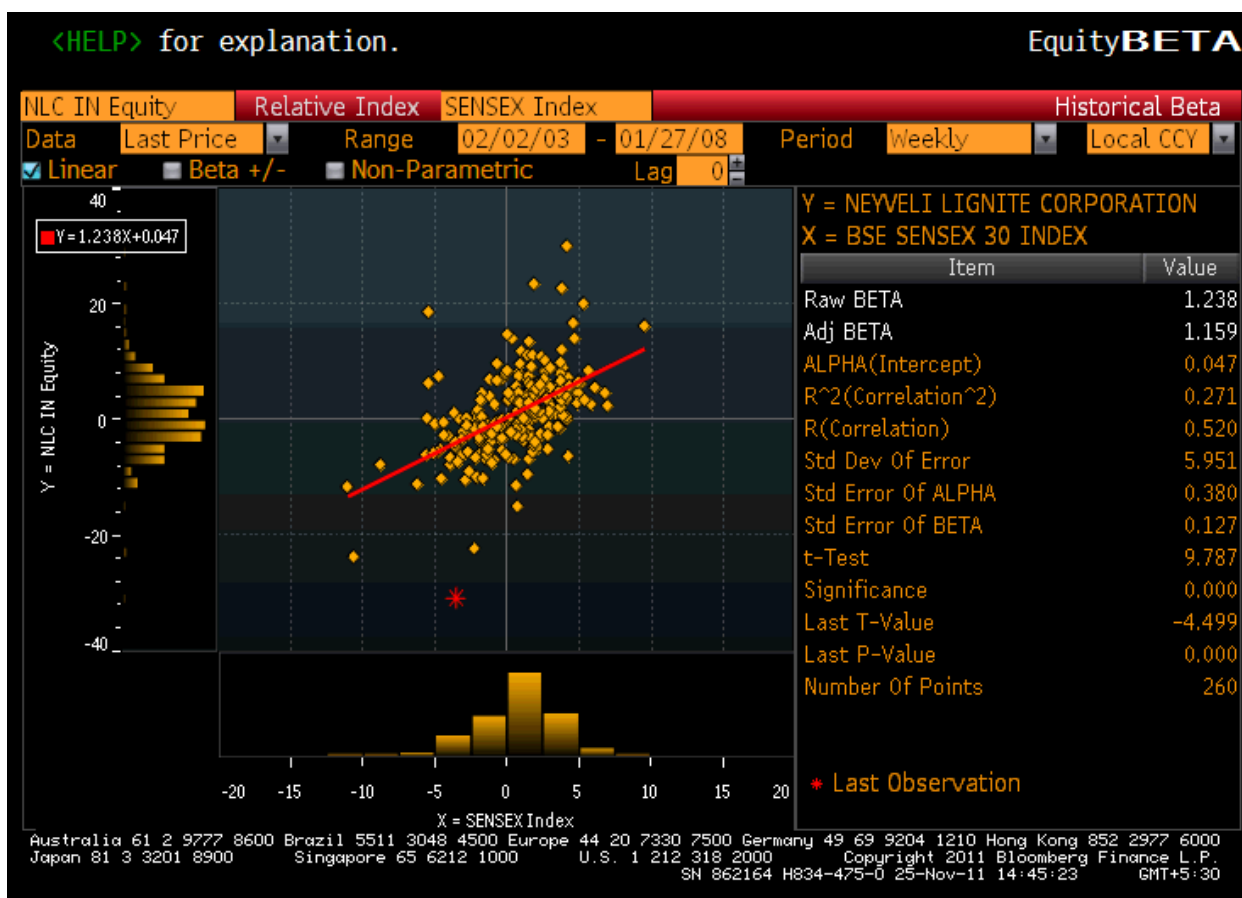 <HELP> for explanation. EquityBETA
NLC IN Equity Relative Index SENSEX Index Historical Beta
Data Last Price Range 02/02/03 - 01/27/08 Period Weekly Local CCY
Linear Beta +/- Non-Parametric Lag 0
Y = NEYVELI LIGNITE CORPORATION
X = BSE SENSEX 30 INDEX
Item Value
Raw BETA 1.238
Adj BETA 1.159
ALPHA(Intercept) 0.047
R^2(Correlation^2) 0.271
R(Correlation) 0.520
Std Dev Of Error 5.951
Std Error Of ALPHA 0.380
Std Error Of BETA 0.127
t-Test 9.787
Significance 0.000
Last T-Value -4.499
Last P-Value 0.000
Number Of Points 260
* Last Observation
40
Y=1.238X+0.047
20
0
-20
-40
Y = NLC IN Equity
-20 -15 -10 -5 0 5 10 15 20
X = SENSEX Index
Australia 61 2 9777 8600 Brazil 5511 3048 4500 Europe 44 20 7330 7500 Germany 49 69 9204 1210 Hong Kong 852 2977 6000
Japan 81 3 3201 8900 Singapore 65 6212 1000 U.S. 1 212 318 2000 Copyright 2011 Bloomberg Finance L.P.
SN 862164 H834-475-0 25-Nov-11 14:45:23 GMT+5:30